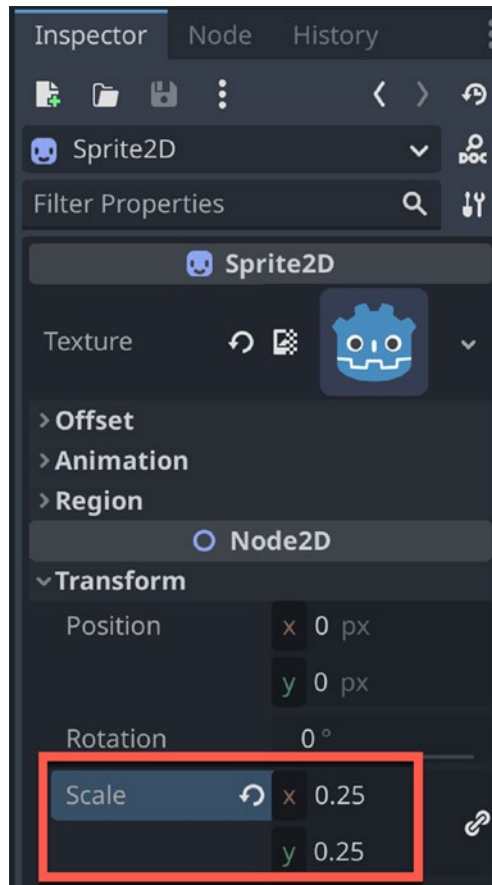 Inspector Node History
Sprite2D
DOC
Filter Properties
Sprite2D
Texture
Offset
Animation
Region
Node2D
Transform
Position x 0 px
y 0 px
Rotation 0 °
Scale x 0.25
y 0.25